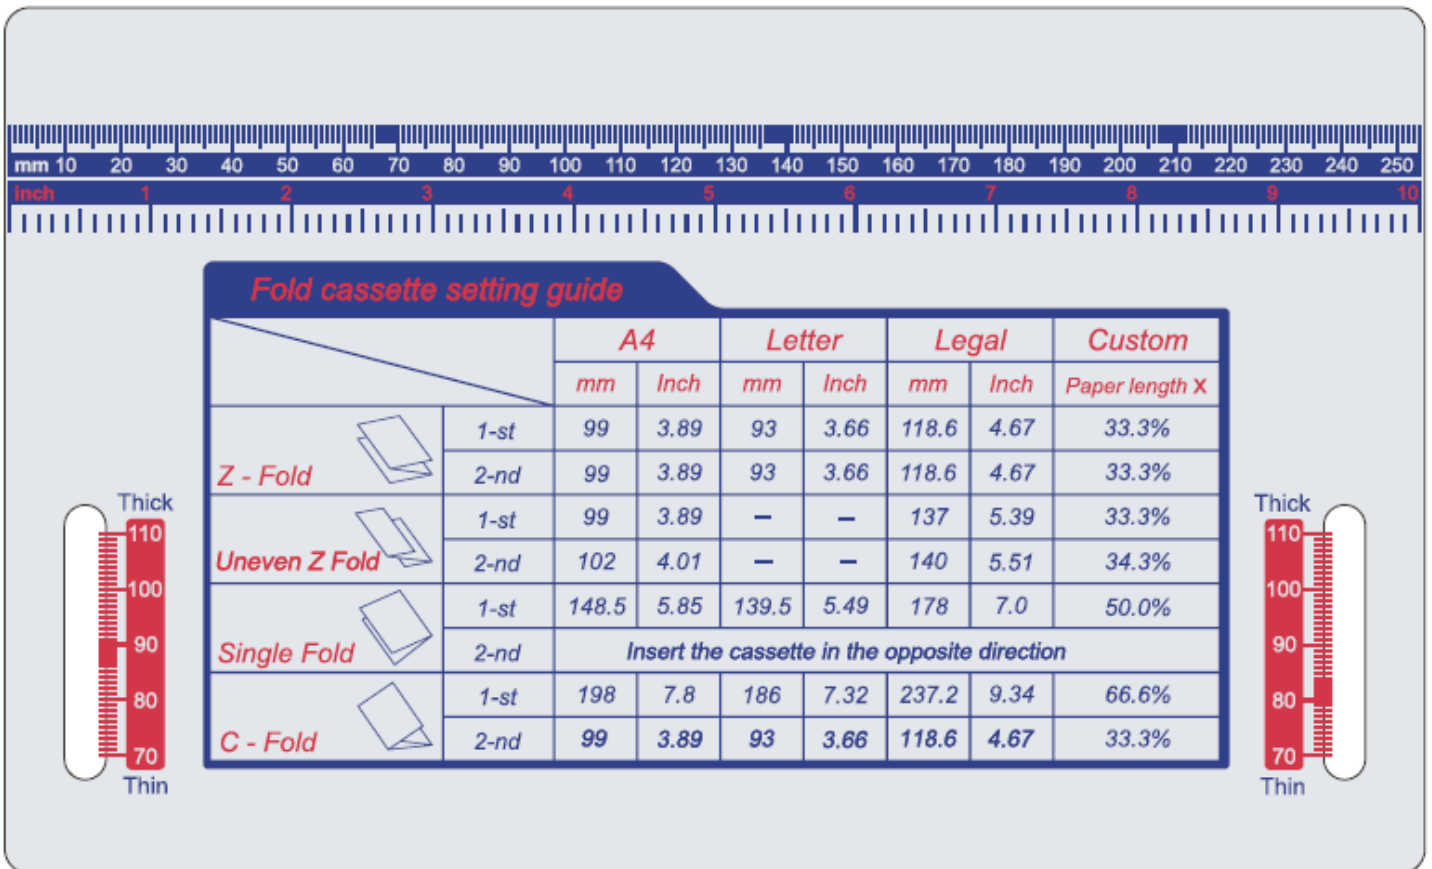 mm 10 20 30 40 50 60 70 80 90 100 110 120 130 140 150 160 170 180 190 200 210 220 230 240 250
inch 1 2 3 4 5 6 7 8 9 10
Fold cassette setting guide
A4 Letter Legal Custom
mm Inch mm Inch mm Inch Paper length X
1-st 99 3.89 93 3.66 118.6 4.67 33.3%
Z - Fold 2-nd 99 3.89 93 3.66 118.6 4.67 33.3%
1-st 99 3.89 – – 137 5.39 33.3%
Uneven Z Fold 2-nd 102 4.01 – – 140 5.51 34.3%
1-st 148.5 5.85 139.5 5.49 178 7.0 50.0%
Single Fold 2-nd Insert the cassette in the opposite direction
1-st 198 7.8 186 7.32 237.2 9.34 66.6%
C - Fold 2-nd 99 3.89 93 3.66 118.6 4.67 33.3%
Thick
110
100
90
80
70
Thin
Thick
110
100
90
80
70
Thin